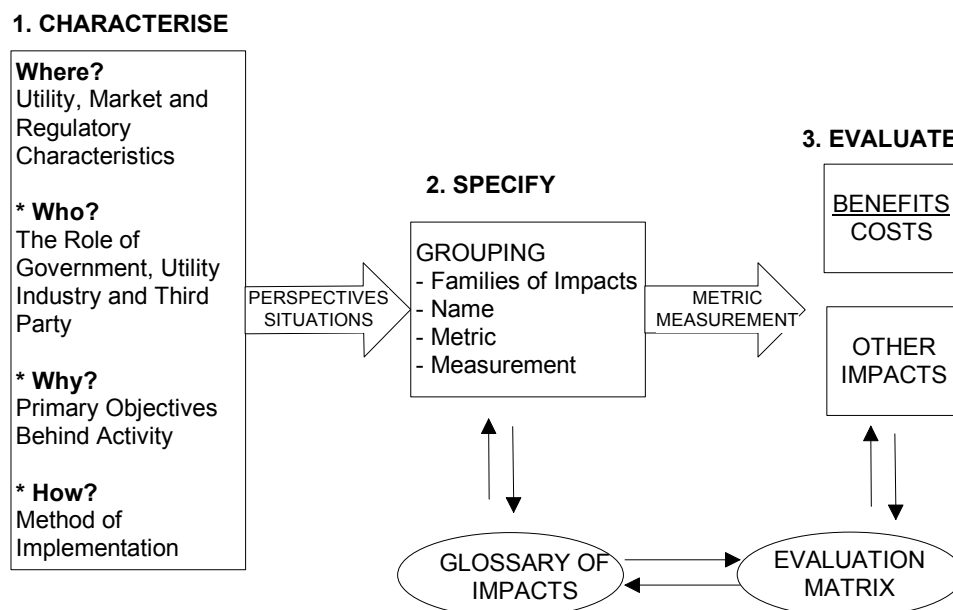 1. CHARACTERISE
Where?
Utility, Market and
Regulatory
Characteristics
* Who?
The Role of
Government, Utility
Industry and Third
Party
* Why?
Primary Objectives
Behind Activity
* How?
Method of
Implementation
PERSPECTIVES
SITUATIONS
2. SPECIFY
GROUPING
- Families of Impacts
- Name
- Metric
- Measurement
METRIC
MEASUREMENT
3. EVALUATE
BENEFITS
COSTS
OTHER
IMPACTS
GLOSSARY OF
IMPACTS
EVALUATION
MATRIX